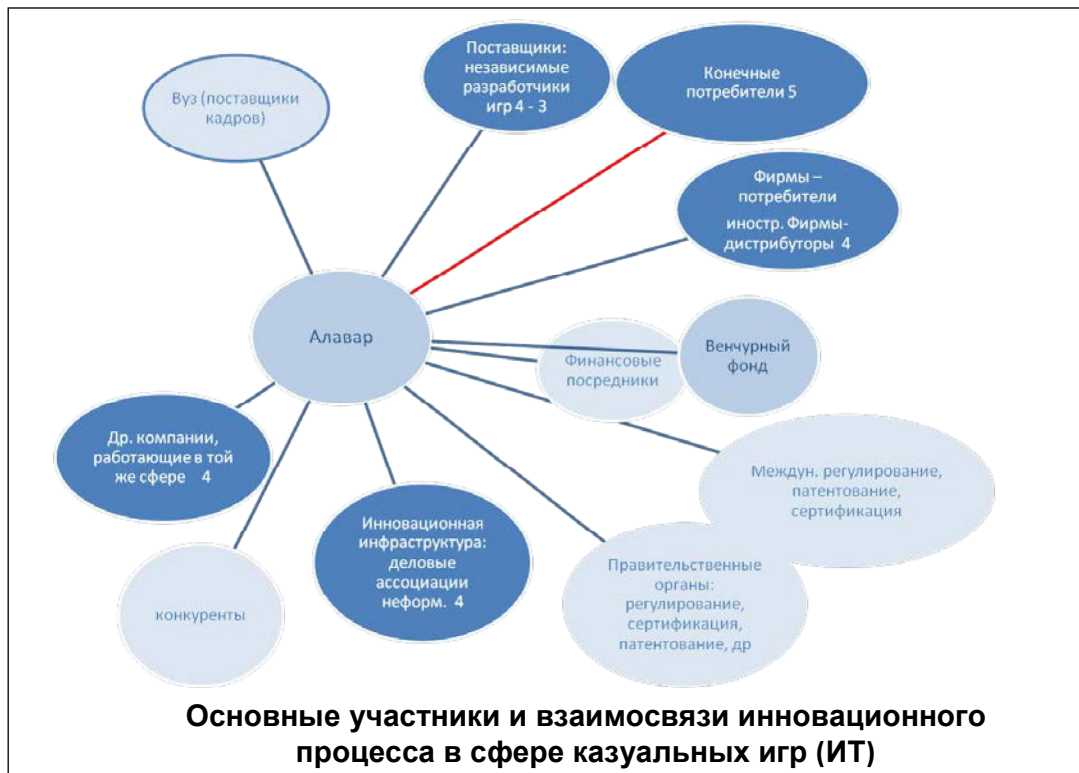 Поставщики:
независимые
разработчики
игр 4 - 3
Конечные
потребители 5
Вуз (поставщики
кадров)
Фирмы –
потребители
иностр. Фирмы-
дистрибуторы 4
Алавар
Венчурный
фонд
Финансовые
посредники
Др. компании,
работающие в той
же сфере 4
Междун. регулирование,
патентование,
сертификация
Инновационная
инфраструктура:
деловые
ассоциации
неформ. 4
Правительственные
органы:
регулирование,
сертификация,
патентование, др
конкуренты
Основные участники и взаимосвязи инновационного
процесса в сфере казуальных игр (ИТ)